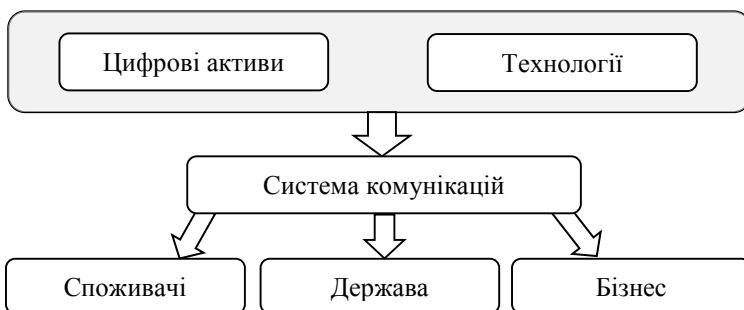 Цифрові активи
Технології
Система комунікацій
Споживачі
Держава
Бізнес